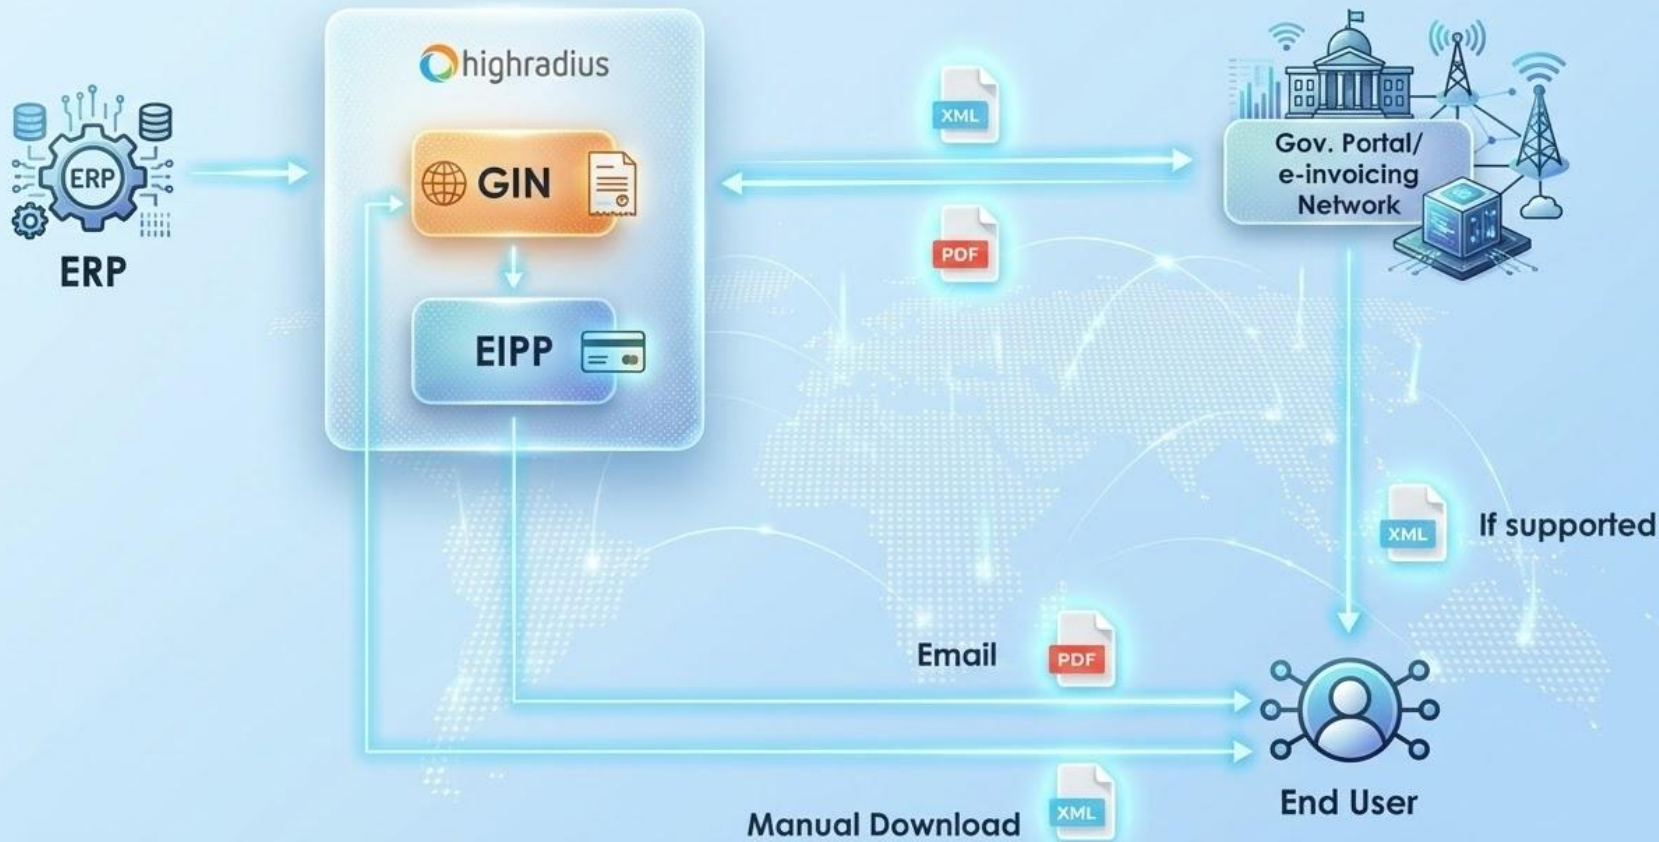 highradius
ERP
ERP
GIN
EIPP
XML
PDF
Gov. Portal/
e-invoicing
Network
XML
If supported
Email
PDF
Manual Download
XML
End User